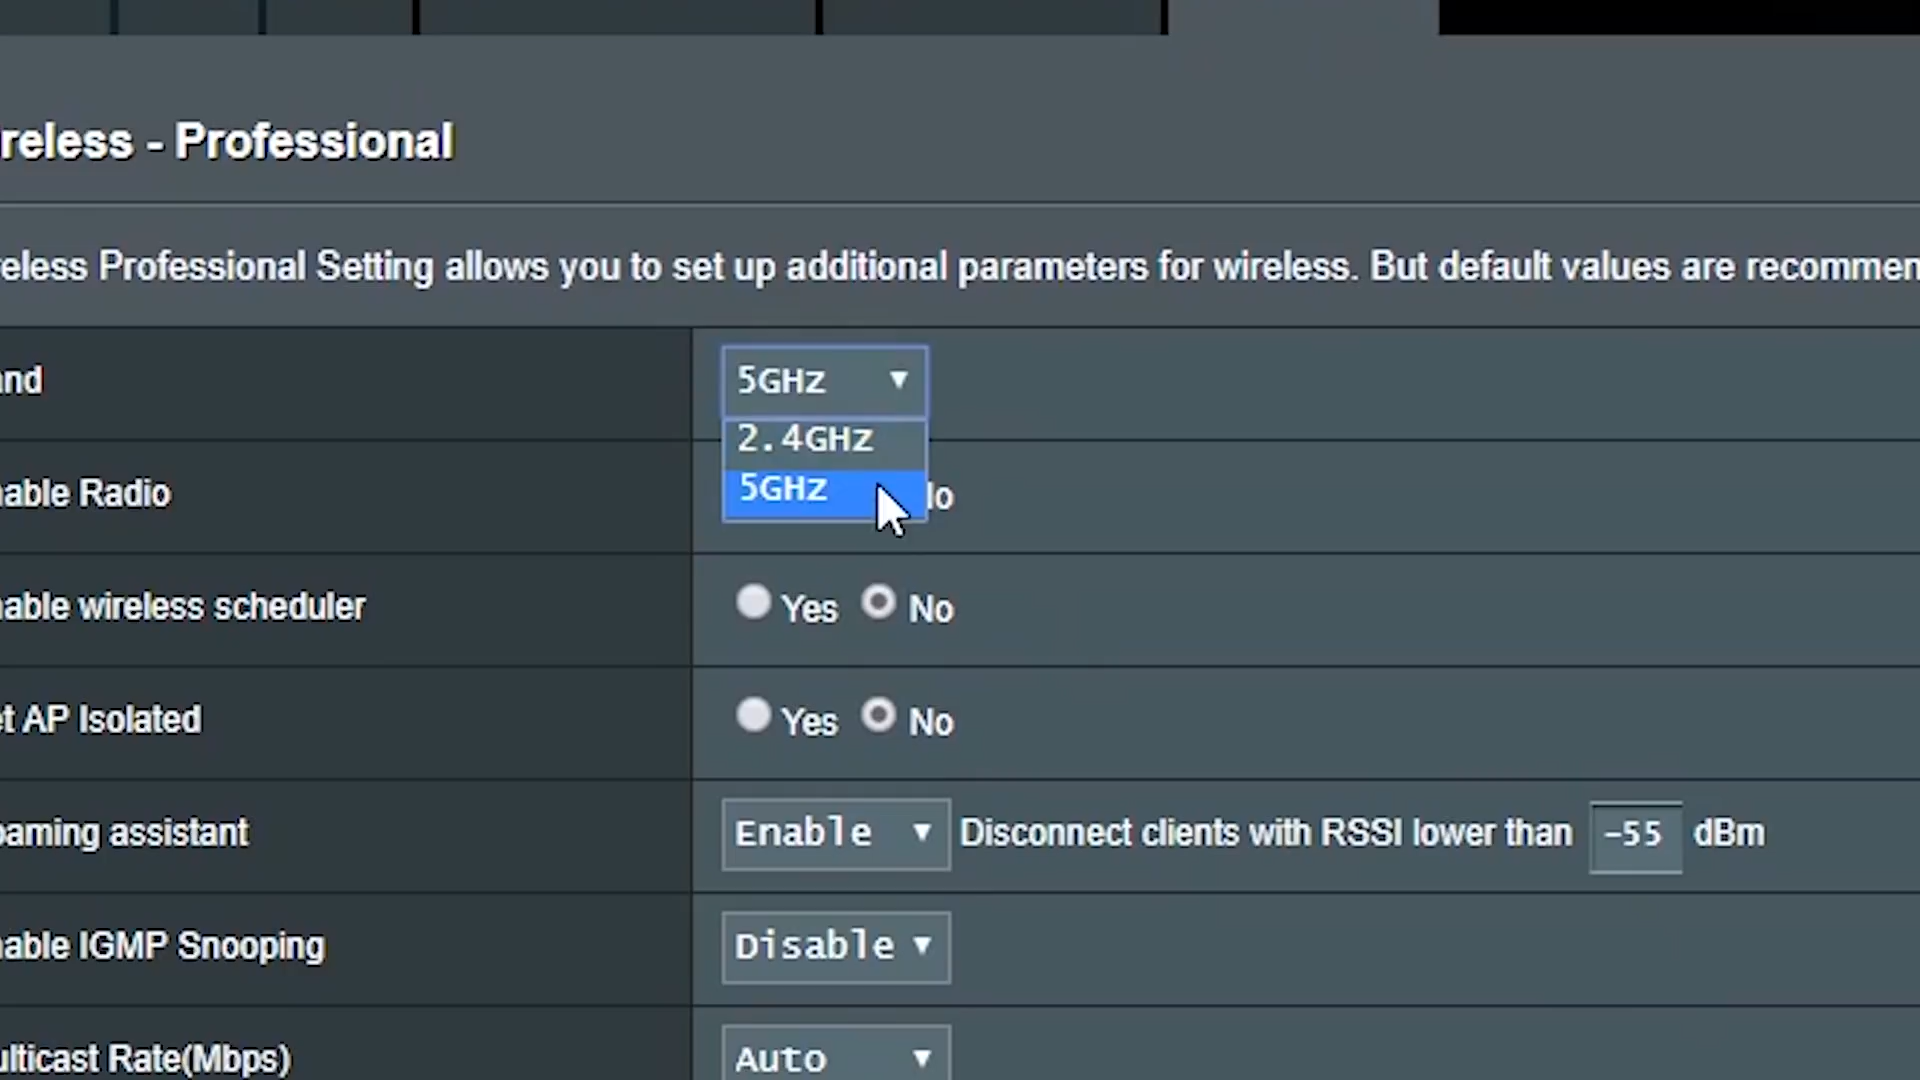 reless - Professional
eless Professional Setting allows you to set up additional parameters for wireless. But default values are recommen
nd
5GHz ▼
2.4GHz
5GHz
able Radio
lo
able wireless scheduler
Yes No
t AP Isolated
Yes No
aming assistant
Enable ▼ Disconnect clients with RSSI lower than -55 dBm
able IGMP Snooping
Disable ▼
lticast Rate(Mbps)
Auto ▼